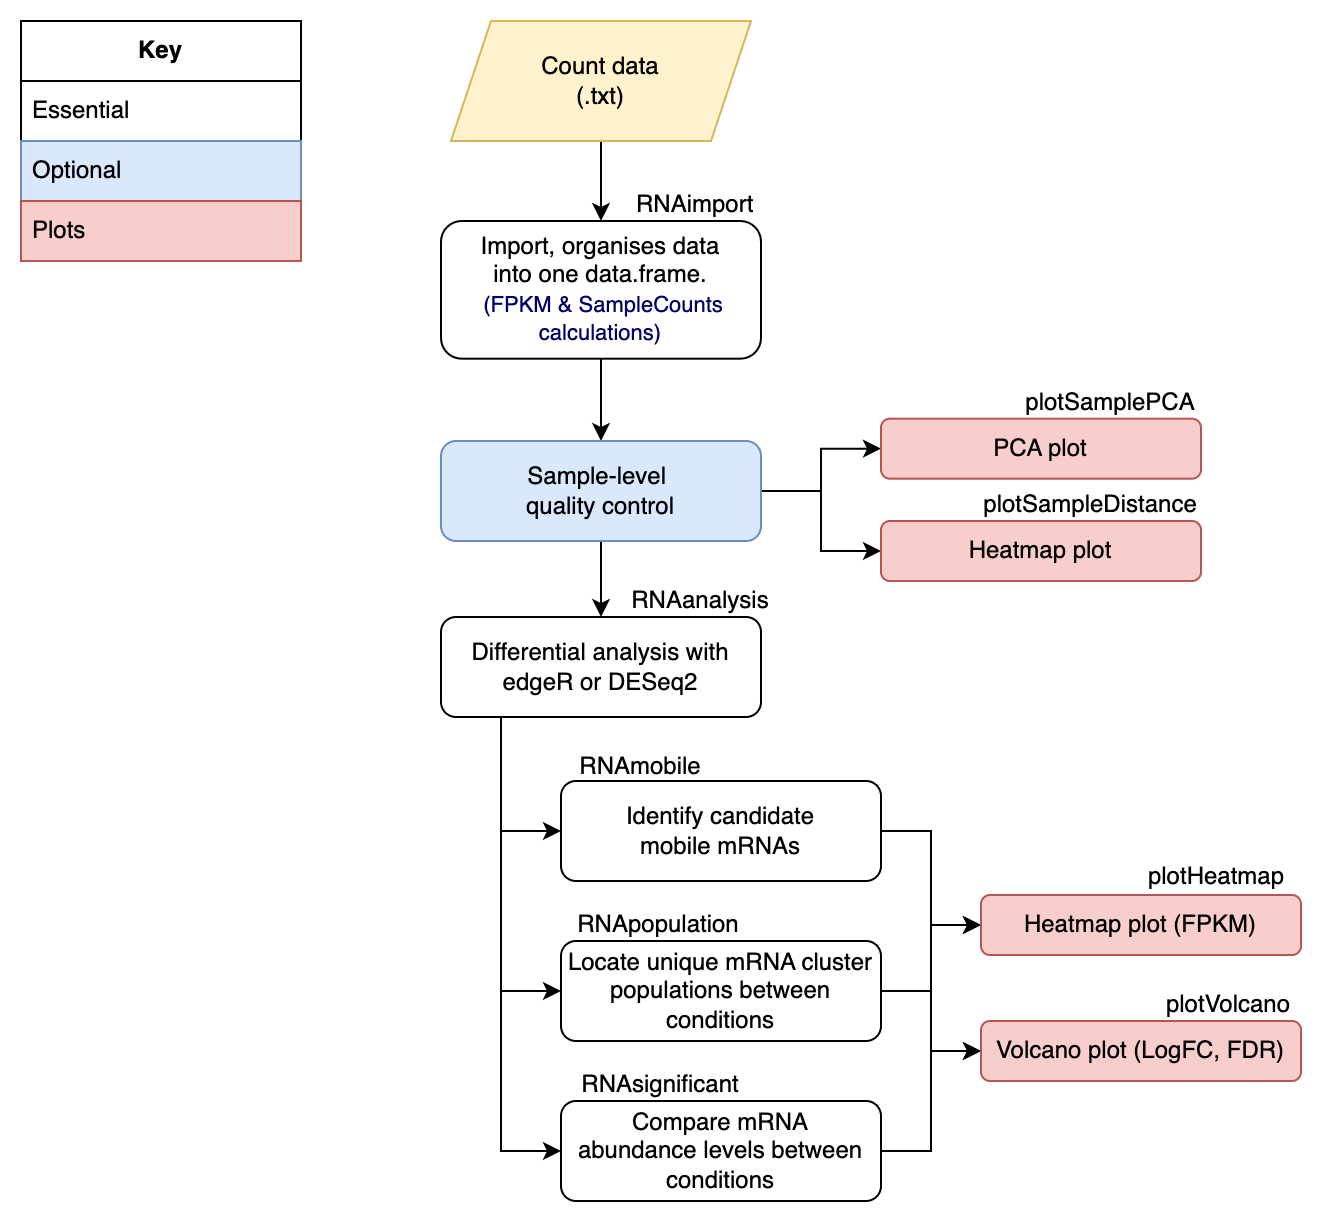 Key
Essential
Optional
Plots
Count data
(.txt)
RNAimport
Import, organises data
into one data.frame.
(FPKM & SampleCounts
calculations)
Sample-level
quality control
plotSamplePCA
PCA plot
plotSampleDistance
Heatmap plot
RNAanalysis
Differential analysis with
edgeR or DESeq2
RNAmobile
Identify candidate
mobile mRNAs
RNApopulation
Locate unique mRNA cluster
populations between
conditions
RNAsignificant
Compare mRNA
abundance levels between
conditions
plotHeatmap
Heatmap plot (FPKM)
plotVolcano
Volcano plot (LogFC, FDR)